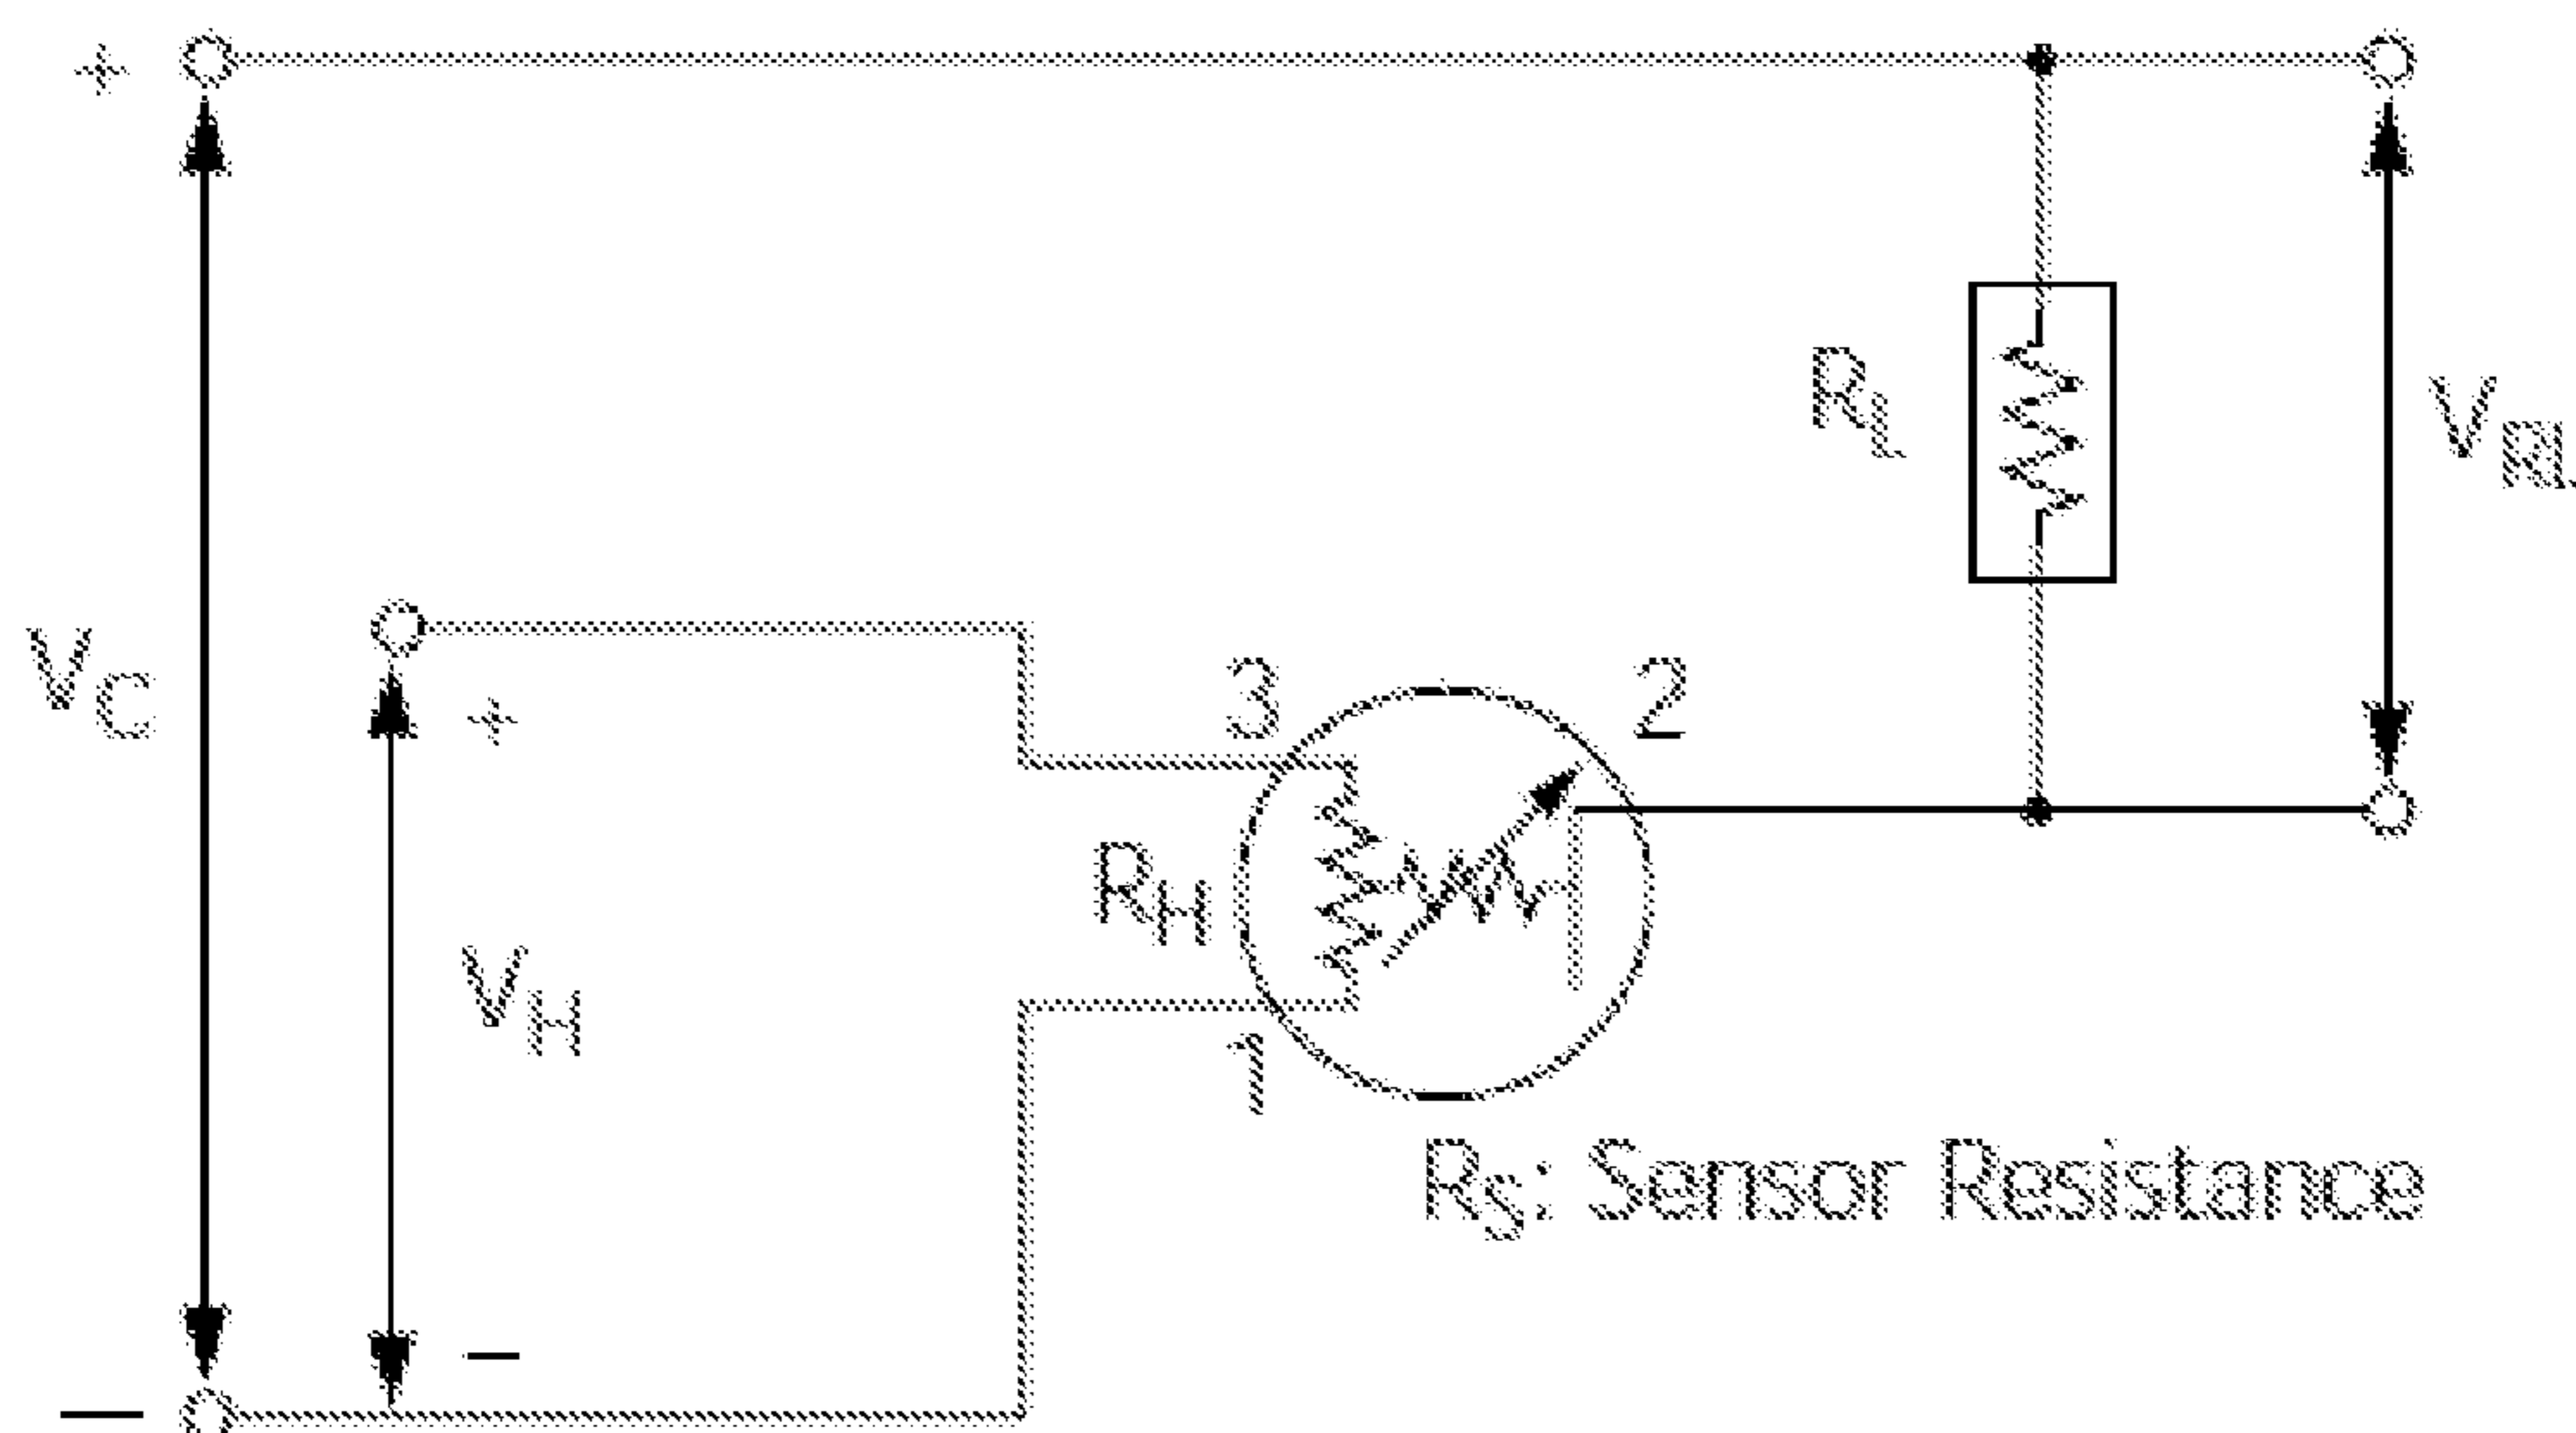 +
R_L
V_RL
V_C
3
2
+
R_H
V_H
1
R_S: Sensor Resistance
−
−